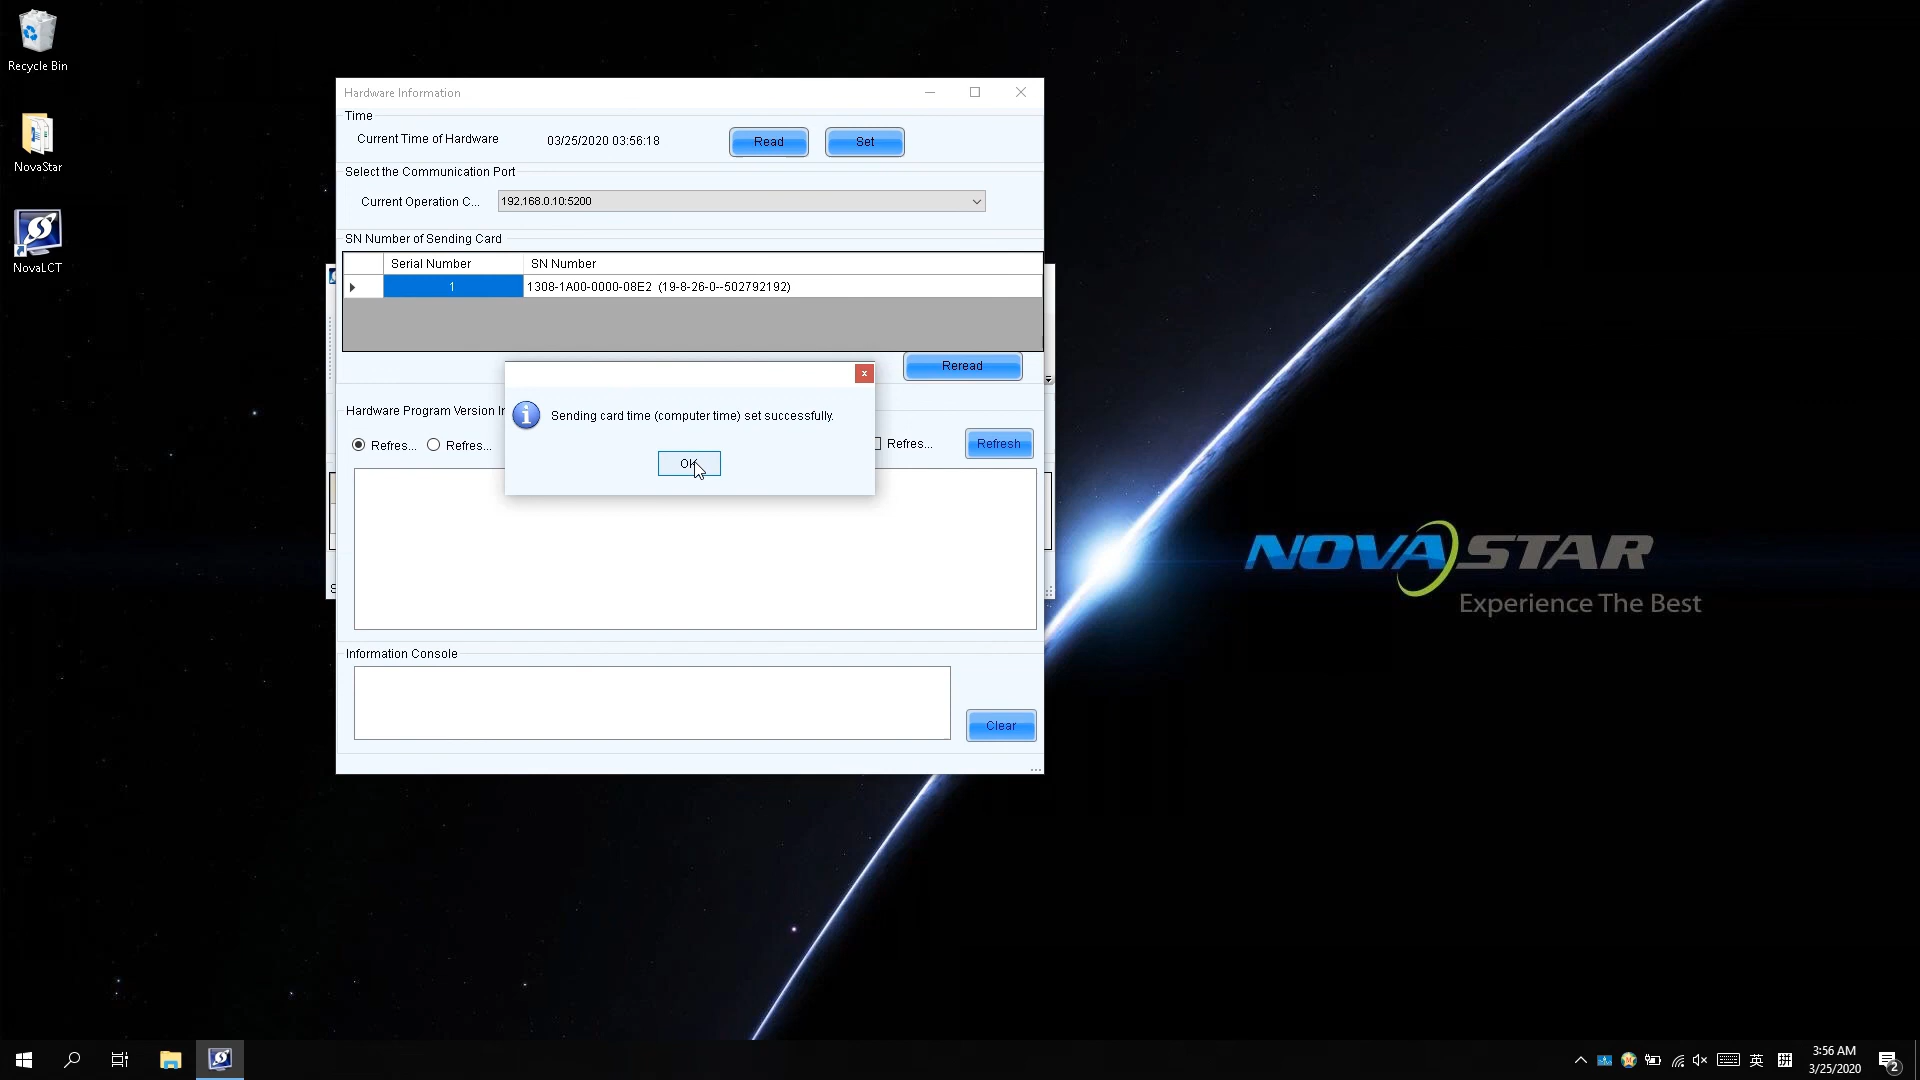 Recycle Bin
NovaStar
NovaLCT
Hardware Information
Time
Current Time of Hardware
03/25/2020 03:56:18
Read
Set
Select the Communication Port
Current Operation C...
192.168.0.10:5200
SN Number of Sending Card
Serial Number
SN Number
1
1308-1A00-0000-08E2 (19-8-26-0--502792192)
Reread
Sending card time (computer time) set successfully.
OK
Hardware Program Version In
Refres...
Refres...
Refres...
Refresh
Information Console
Clear
NOVASTAR
Experience The Best
英
拼
3:56 AM
3/25/2020
2